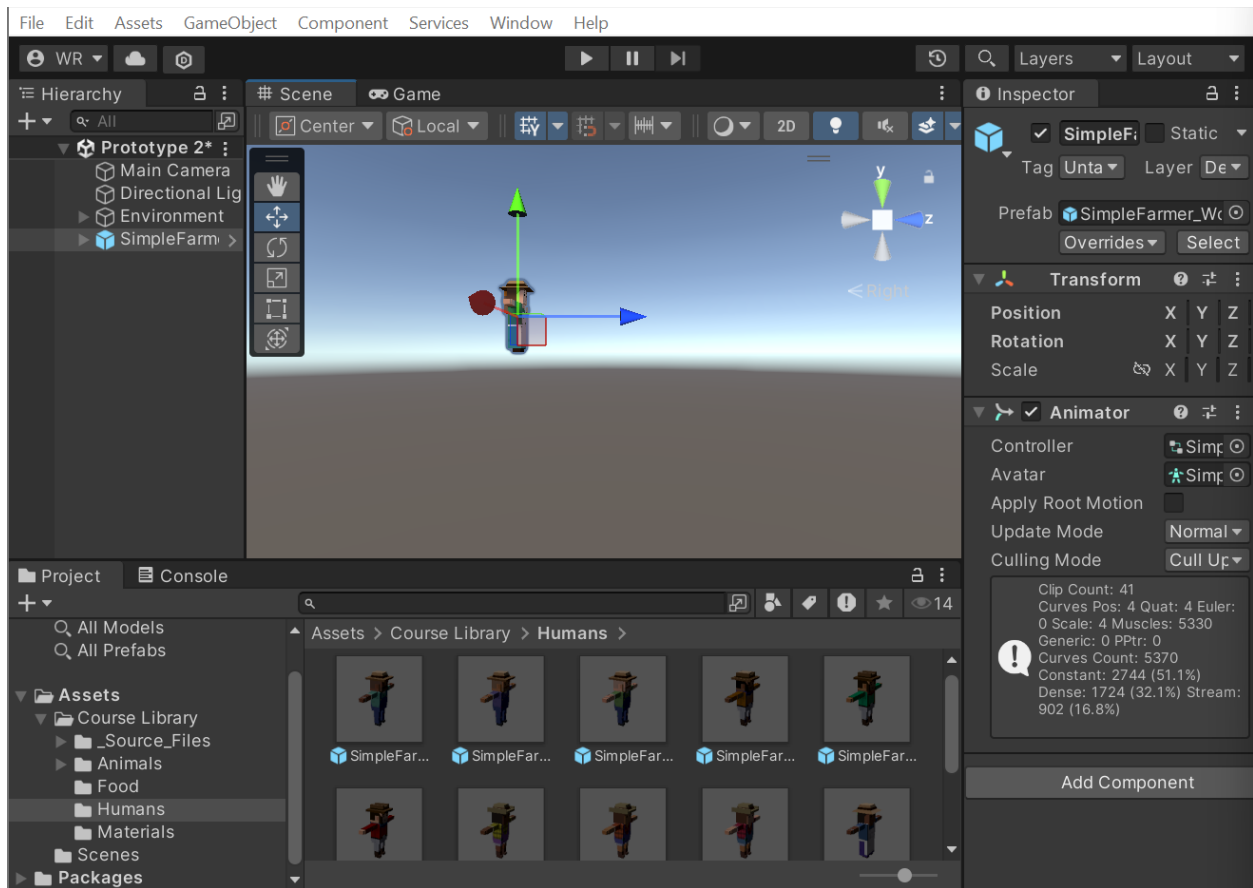 File Edit Assets GameObject Component Services Window Help
WR Layers Layout
Hierarchy
All
Prototype 2*
Main Camera
Directional Lig
Environment
SimpleFarm
Scene Game
Center Local 2D
y
z
Right
Inspector
SimpleFa Static
Tag Unta Layer De
Prefab SimpleFarmer_Wo
Overrides Select
Transform
Position X Y Z
Rotation X Y Z
Scale X Y Z
Animator
Controller Simp
Avatar Simp
Apply Root Motion
Update Mode Normal
Culling Mode Cull Up
Clip Count: 41
Curves Pos: 4 Quat: 4 Euler:
0 Scale: 4 Muscles: 5330
Generic: 0 PPtr: 0
Curves Count: 5370
Constant: 2744 (51.1%)
Dense: 1724 (32.1%) Stream:
902 (16.8%)
Add Component
Project Console
14
All Models
All Prefabs
Assets
Course Library
_Source_Files
Animals
Food
Humans
Materials
Scenes
Packages
Assets > Course Library > Humans >
SimpleFar... SimpleFar... SimpleFar... SimpleFar... SimpleFar...